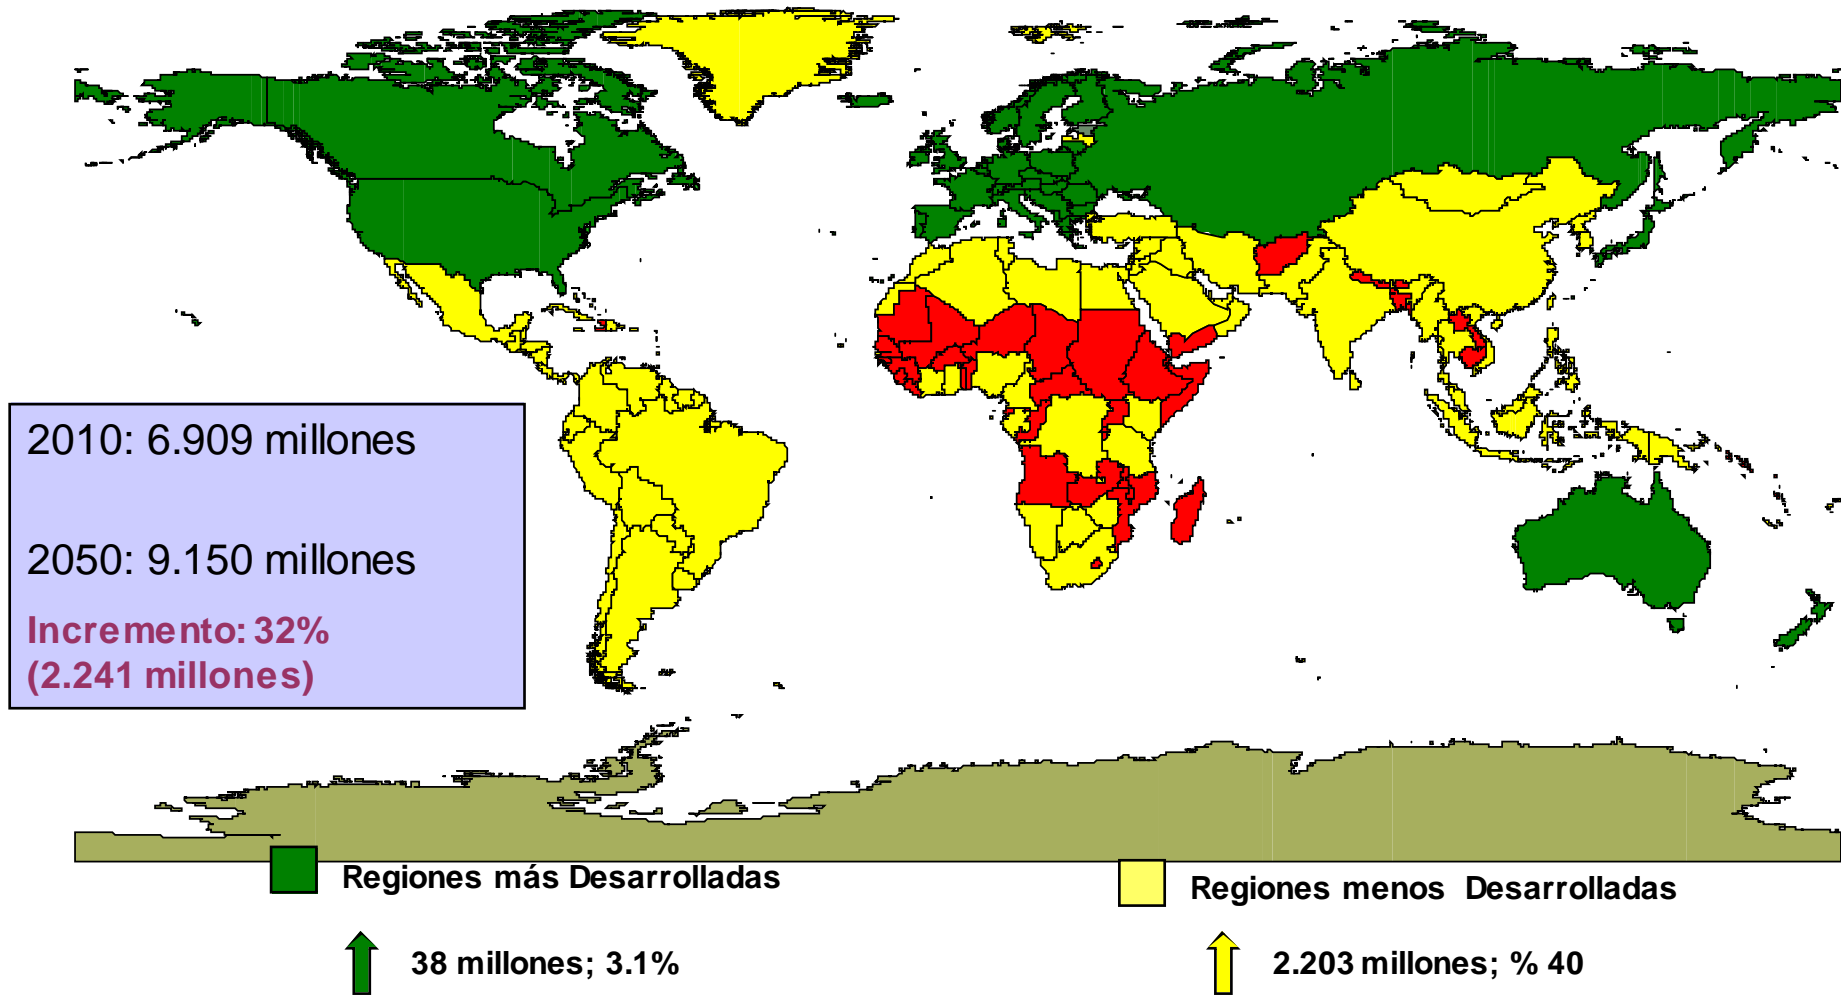 2010: 6.909 millones
2050: 9.150 millones
Incremento: 32%
(2.241 millones)
Regiones más Desarrolladas
Regiones menos Desarrolladas
38 millones; 3.1%
2.203 millones; % 40